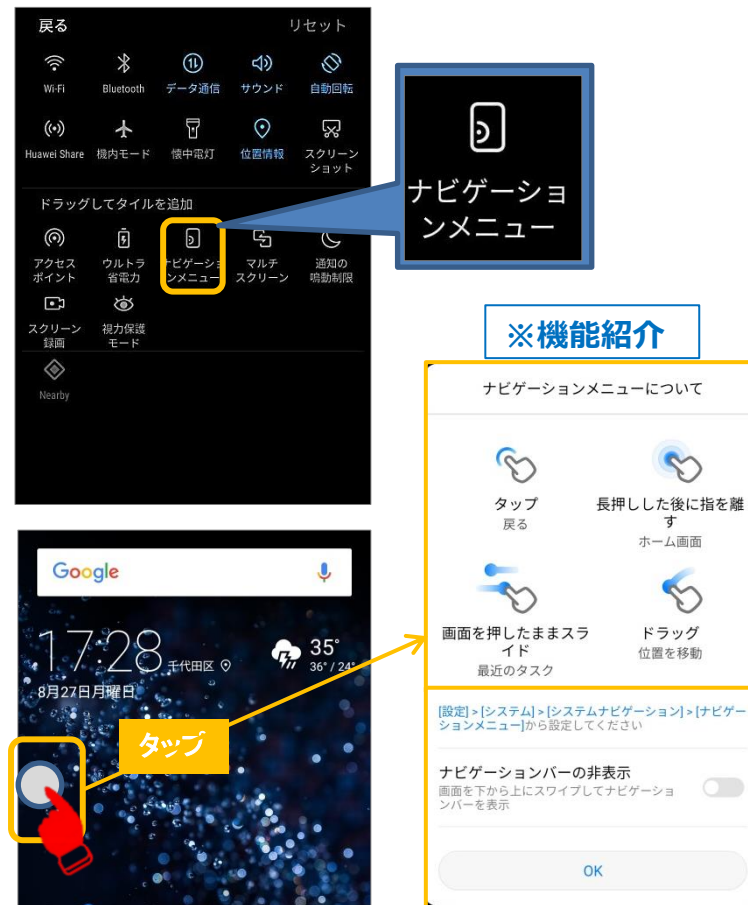 戻る
リセット
Wi-Fi
Bluetooth
データ通信
サウンド
自動回転
Huawei Share
機内モード
懐中電灯
位置情報
スクリーン
ショット
ドラッグしてタイルを追加
アクセス
ポイント
ウルトラ
省電力
ナビゲーショ
ンメニュー
マルチ
スクリーン
通知の
鳴動制限
スクリーン
録画
視力保護
モード
Nearby
ナビゲーショ
ンメニュー
※機能紹介
ナビゲーションメニューについて
タップ
戻る
長押しした後に指を離
す
ホーム画面
画面を押したままスラ
イド
最近のタスク
ドラッグ
位置を移動
[設定] > [システム] > [システムナビゲーション] > [ナビゲー
ションメニュー]から設定してください
ナビゲーションバーの非表示
画面を下から上にスワイプしてナビゲーショ
ンバーを表示
OK
Google
17:28
千代田区
35°
36° / 24°
8月27日月曜日
タップ